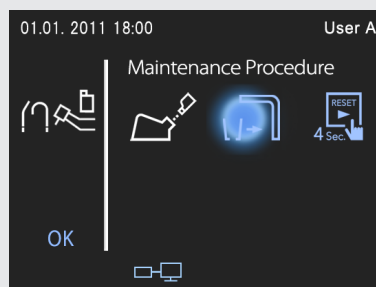 01.01. 2011 18:00 User A
Maintenance Procedure
RESET
4 Sec.
OK